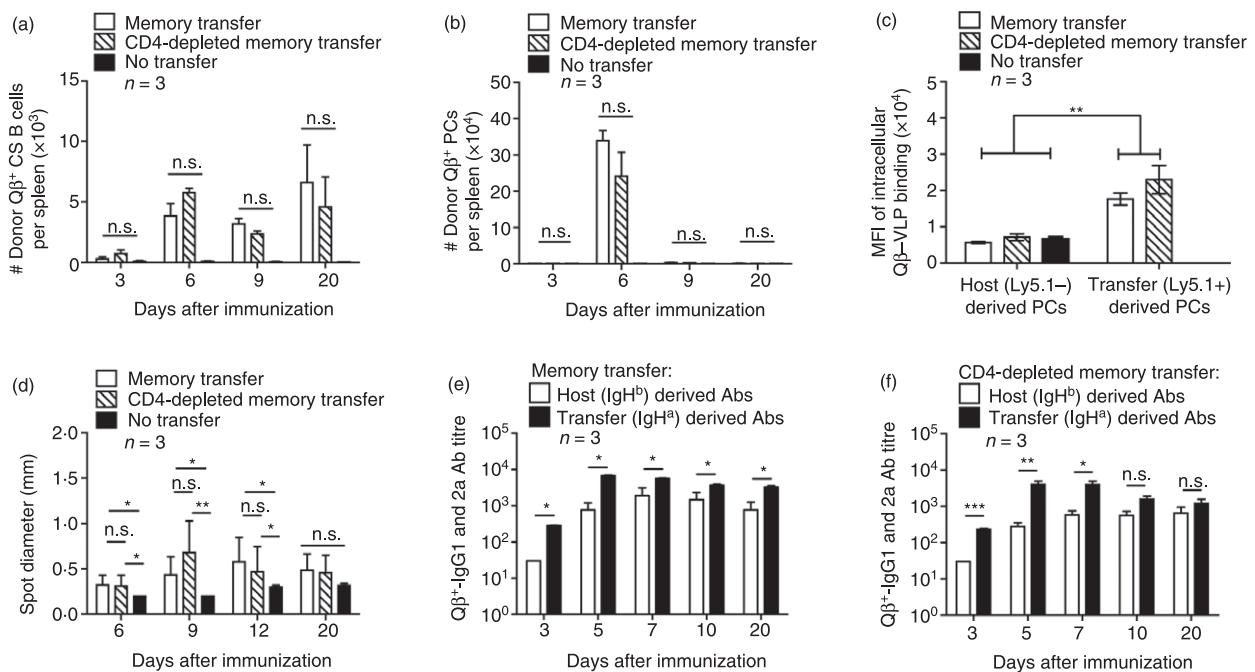 (a)
Memory transfer
CD4-depleted memory transfer
No transfer
n = 3
# Donor Qβ⁺ CS B cells
per spleen (×10³)
15
10
5
0
n.s.
n.s.
n.s.
n.s.
3
6
9
20
Days after immunization
(b)
Memory transfer
CD4-depleted memory transfer
No transfer
n = 3
# Donor Qβ⁺ PCs
per spleen (×10⁴)
50
40
30
20
10
0
n.s.
n.s.
n.s.
n.s.
3
6
9
20
Days after immunization
(c)
Memory transfer
CD4-depleted memory transfer
No transfer
n = 3
MFI of intracellular
Qβ–VLP binding (×10⁴)
5
4
3
2
1
0
**
Host (Ly5.1–)
derived PCs
Transfer (Ly5.1+)
derived PCs
(d)
Memory transfer
CD4-depleted memory transfer
No transfer
n = 3
Spot diameter (mm)
2·0
1·5
1·0
0·5
0·0
*
n.s.
*
*
n.s.
**
*
n.s.
*
n.s.
6
9
12
20
Days after immunization
(e)
Memory transfer:
Host (IgHᵇ) derived Abs
Transfer (IgHᵃ) derived Abs
n = 3
Qβ⁺-IgG1 and 2a Ab titre
10⁵
10⁴
10³
10²
10¹
10⁰
*
*
*
*
*
3
5
7
10
20
Days after immunization
(f)
CD4-depleted memory transfer:
Host (IgHᵇ) derived Abs
Transfer (IgHᵃ) derived Abs
n = 3
Qβ⁺-IgG1 and 2a Ab titre
10⁵
10⁴
10³
10²
10¹
10⁰
***
**
*
n.s.
n.s.
3
5
7
10
20
Days after immunization